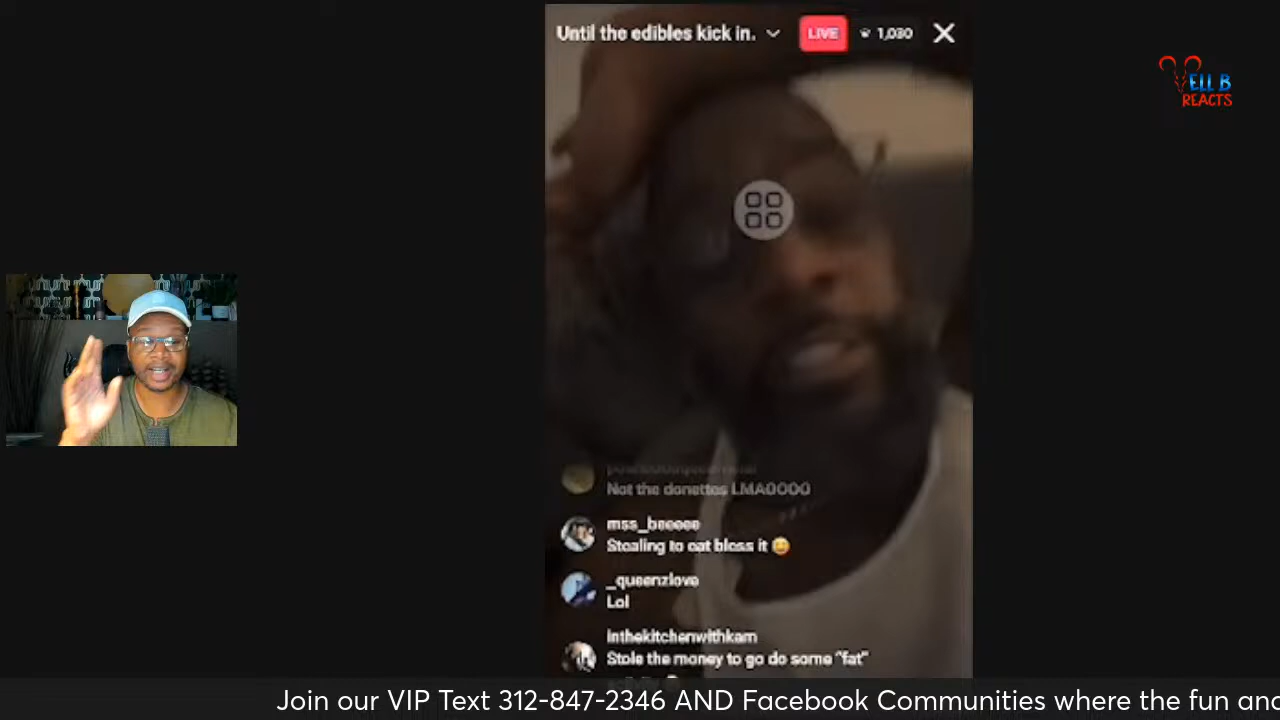 Until the edibles kick in.
LIVE
1,030
ELL B
REACTS
Not the donettes LMAOOOO
mss_beeeee
Stealing to eat bless it
_queenzlove
Lol
inthekitchenwithkam
Stole the money to go do some "fat"
Join our VIP Text 312-847-2346 AND Facebook Communities where the fun and